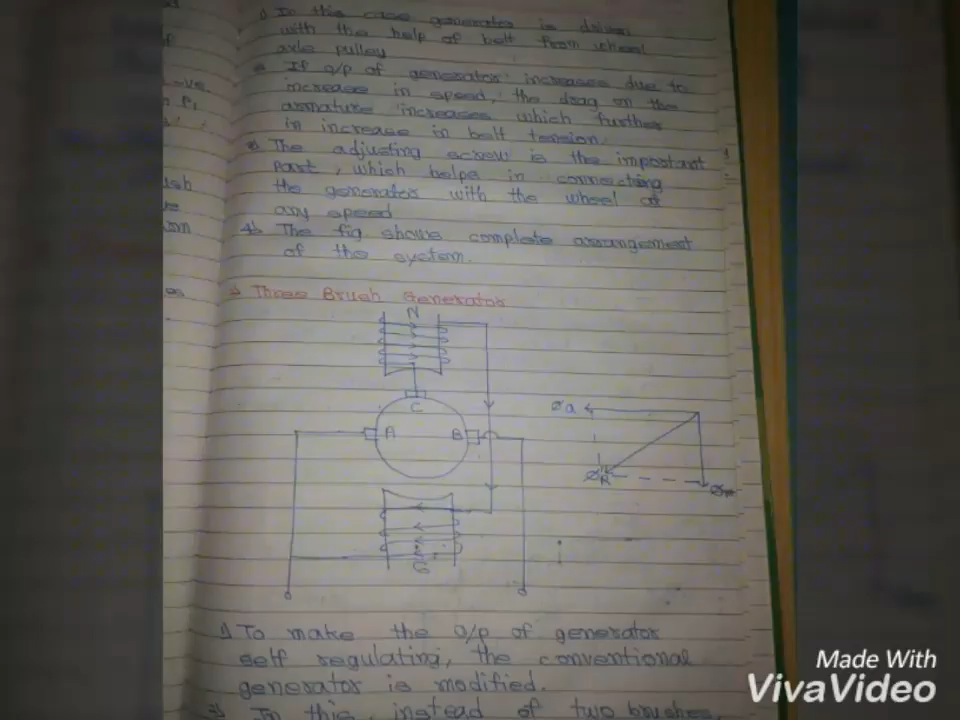 1) In this case generator is driven
with the help of belt from wheel
axle pulley
If o/p of generator increases due to
increase in speed, the drag on the
armature increases which further
in increase in belt tension.
3) The adjusting screw is the important
part, which helps in connecting
the generator with the wheel at
any speed
4) The fig shows complete arrangement
of the system.
Three Brush Generator
N
C
A B
øa
øR
S
1) To make the o/p of generator
self regulating, the conventional
generator is modified.
2) In this, instead of two brushes,
-ve.
Made With
VivaVideo